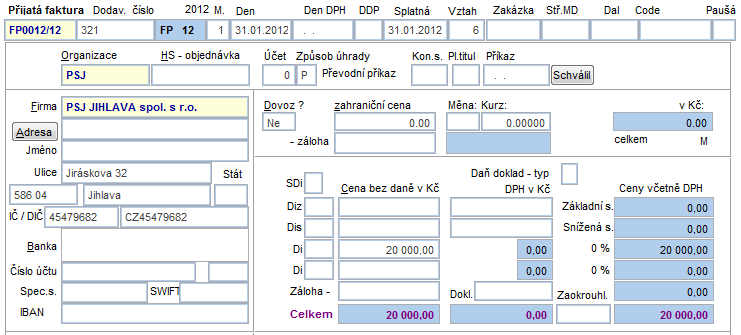 Přijatá faktura Dodav. číslo 2012 M. Den Den DPH DDP Splatná Vztah Zakázka Stř.MD Dal Code Paušá
FP0012/12 321 FP 12 1 31.01.2012 . . 31.01.2012 6
Organizace HS - objednávka Účet Způsob úhrady Kon.s. Pl.titul Příkaz
PSJ 0 P Převodní příkaz . . Schválil
Firma PSJ JIHLAVA spol. s r.o. Dovoz ? zahraniční cena Měna: Kurz: v Kč:
Adresa Ne 0.00 0.00000 0.00
Jméno - záloha celkem M
Ulice Jiráskova 32 Stát
586 04 Jihlava
IČ / DIČ 45479682 CZ45479682
Banka
Číslo účtu
Spec.s. SWIFT
IBAN
SDi Cena bez daně v Kč Daň doklad - typ
DPH v Kč Ceny včetně DPH
Diz Základní s. 0,00
Dis Snížená s. 0,00
Di 20 000,00 0,00 0 % 20 000,00
Di 0,00 0 % 0,00
Záloha - Dokl. Zaokrouhl. 0,00
Celkem 20 000,00 0,00 20 000,00